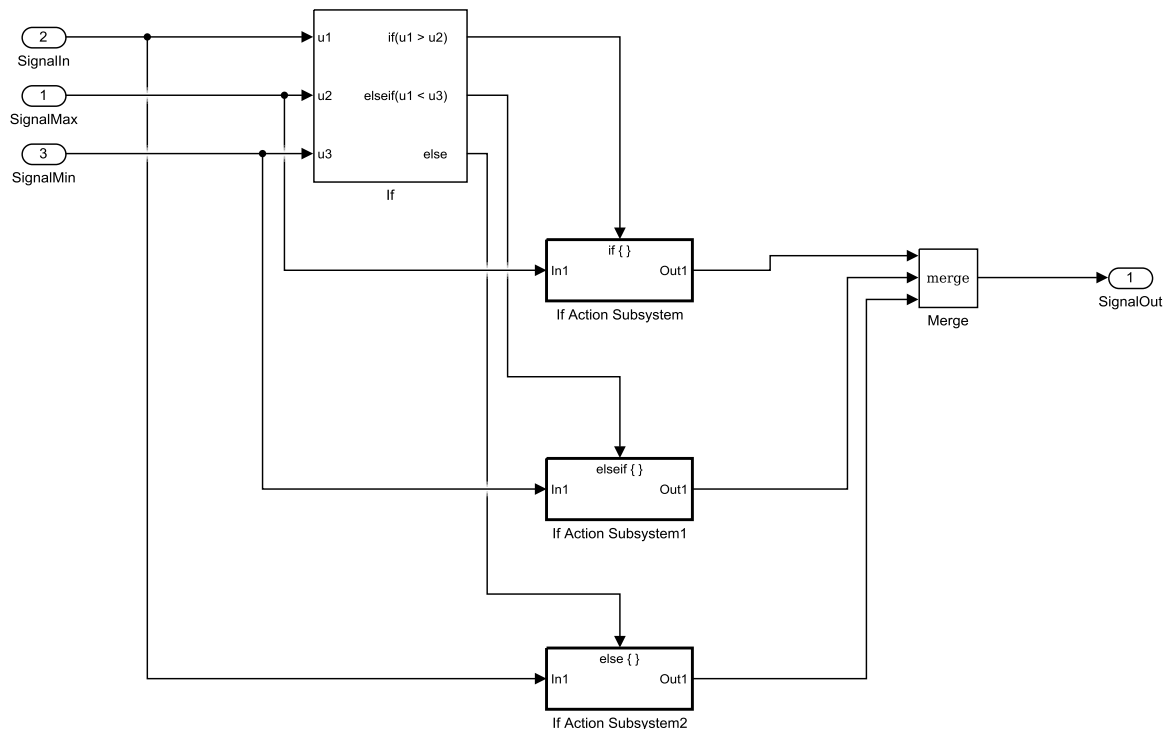 2
SignalIn
1
SignalMax
3
SignalMin
u1
if(u1 > u2)
u2
elseif(u1 < u3)
u3
else
If
if { }
In1
Out1
If Action Subsystem
merge
Merge
1
SignalOut
elseif { }
In1
Out1
If Action Subsystem1
else { }
In1
Out1
If Action Subsystem2